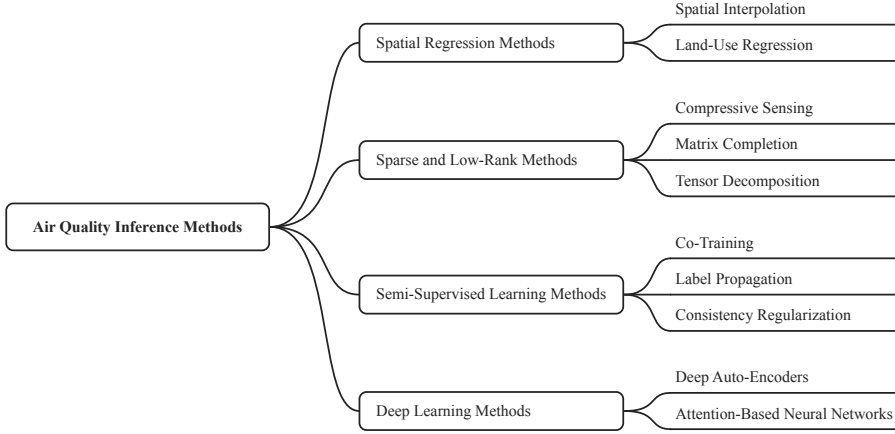 Air Quality Inference Methods
Spatial Regression Methods
Spatial Interpolation
Land-Use Regression
Sparse and Low-Rank Methods
Compressive Sensing
Matrix Completion
Tensor Decomposition
Semi-Supervised Learning Methods
Co-Training
Label Propagation
Consistency Regularization
Deep Learning Methods
Deep Auto-Encoders
Attention-Based Neural Networks